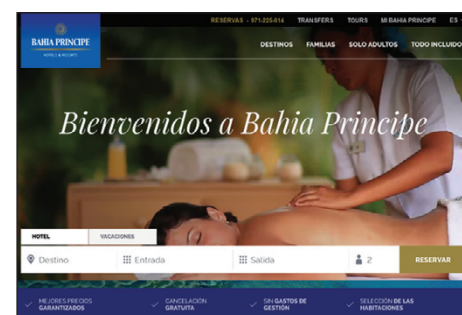 RESERVAS - 971-225-614 TRANSFERS TOURS MI BAHIA PRINCIPE ES
BAHIA PRINCIPE
HOTELS & RESORTS
DESTINOS FAMILIAS SOLO ADULTOS TODO INCLUIDO
Bienvenidos a Bahia Principe
HOTEL VACACIONES
Destino Entrada Salida 2 RESERVAR
MEJORES PRECIOS GARANTIZADOS
CANCELACIÓN GRATUITA
SIN GASTOS DE GESTIÓN
SELECCIÓN DE LAS HABITACIONES